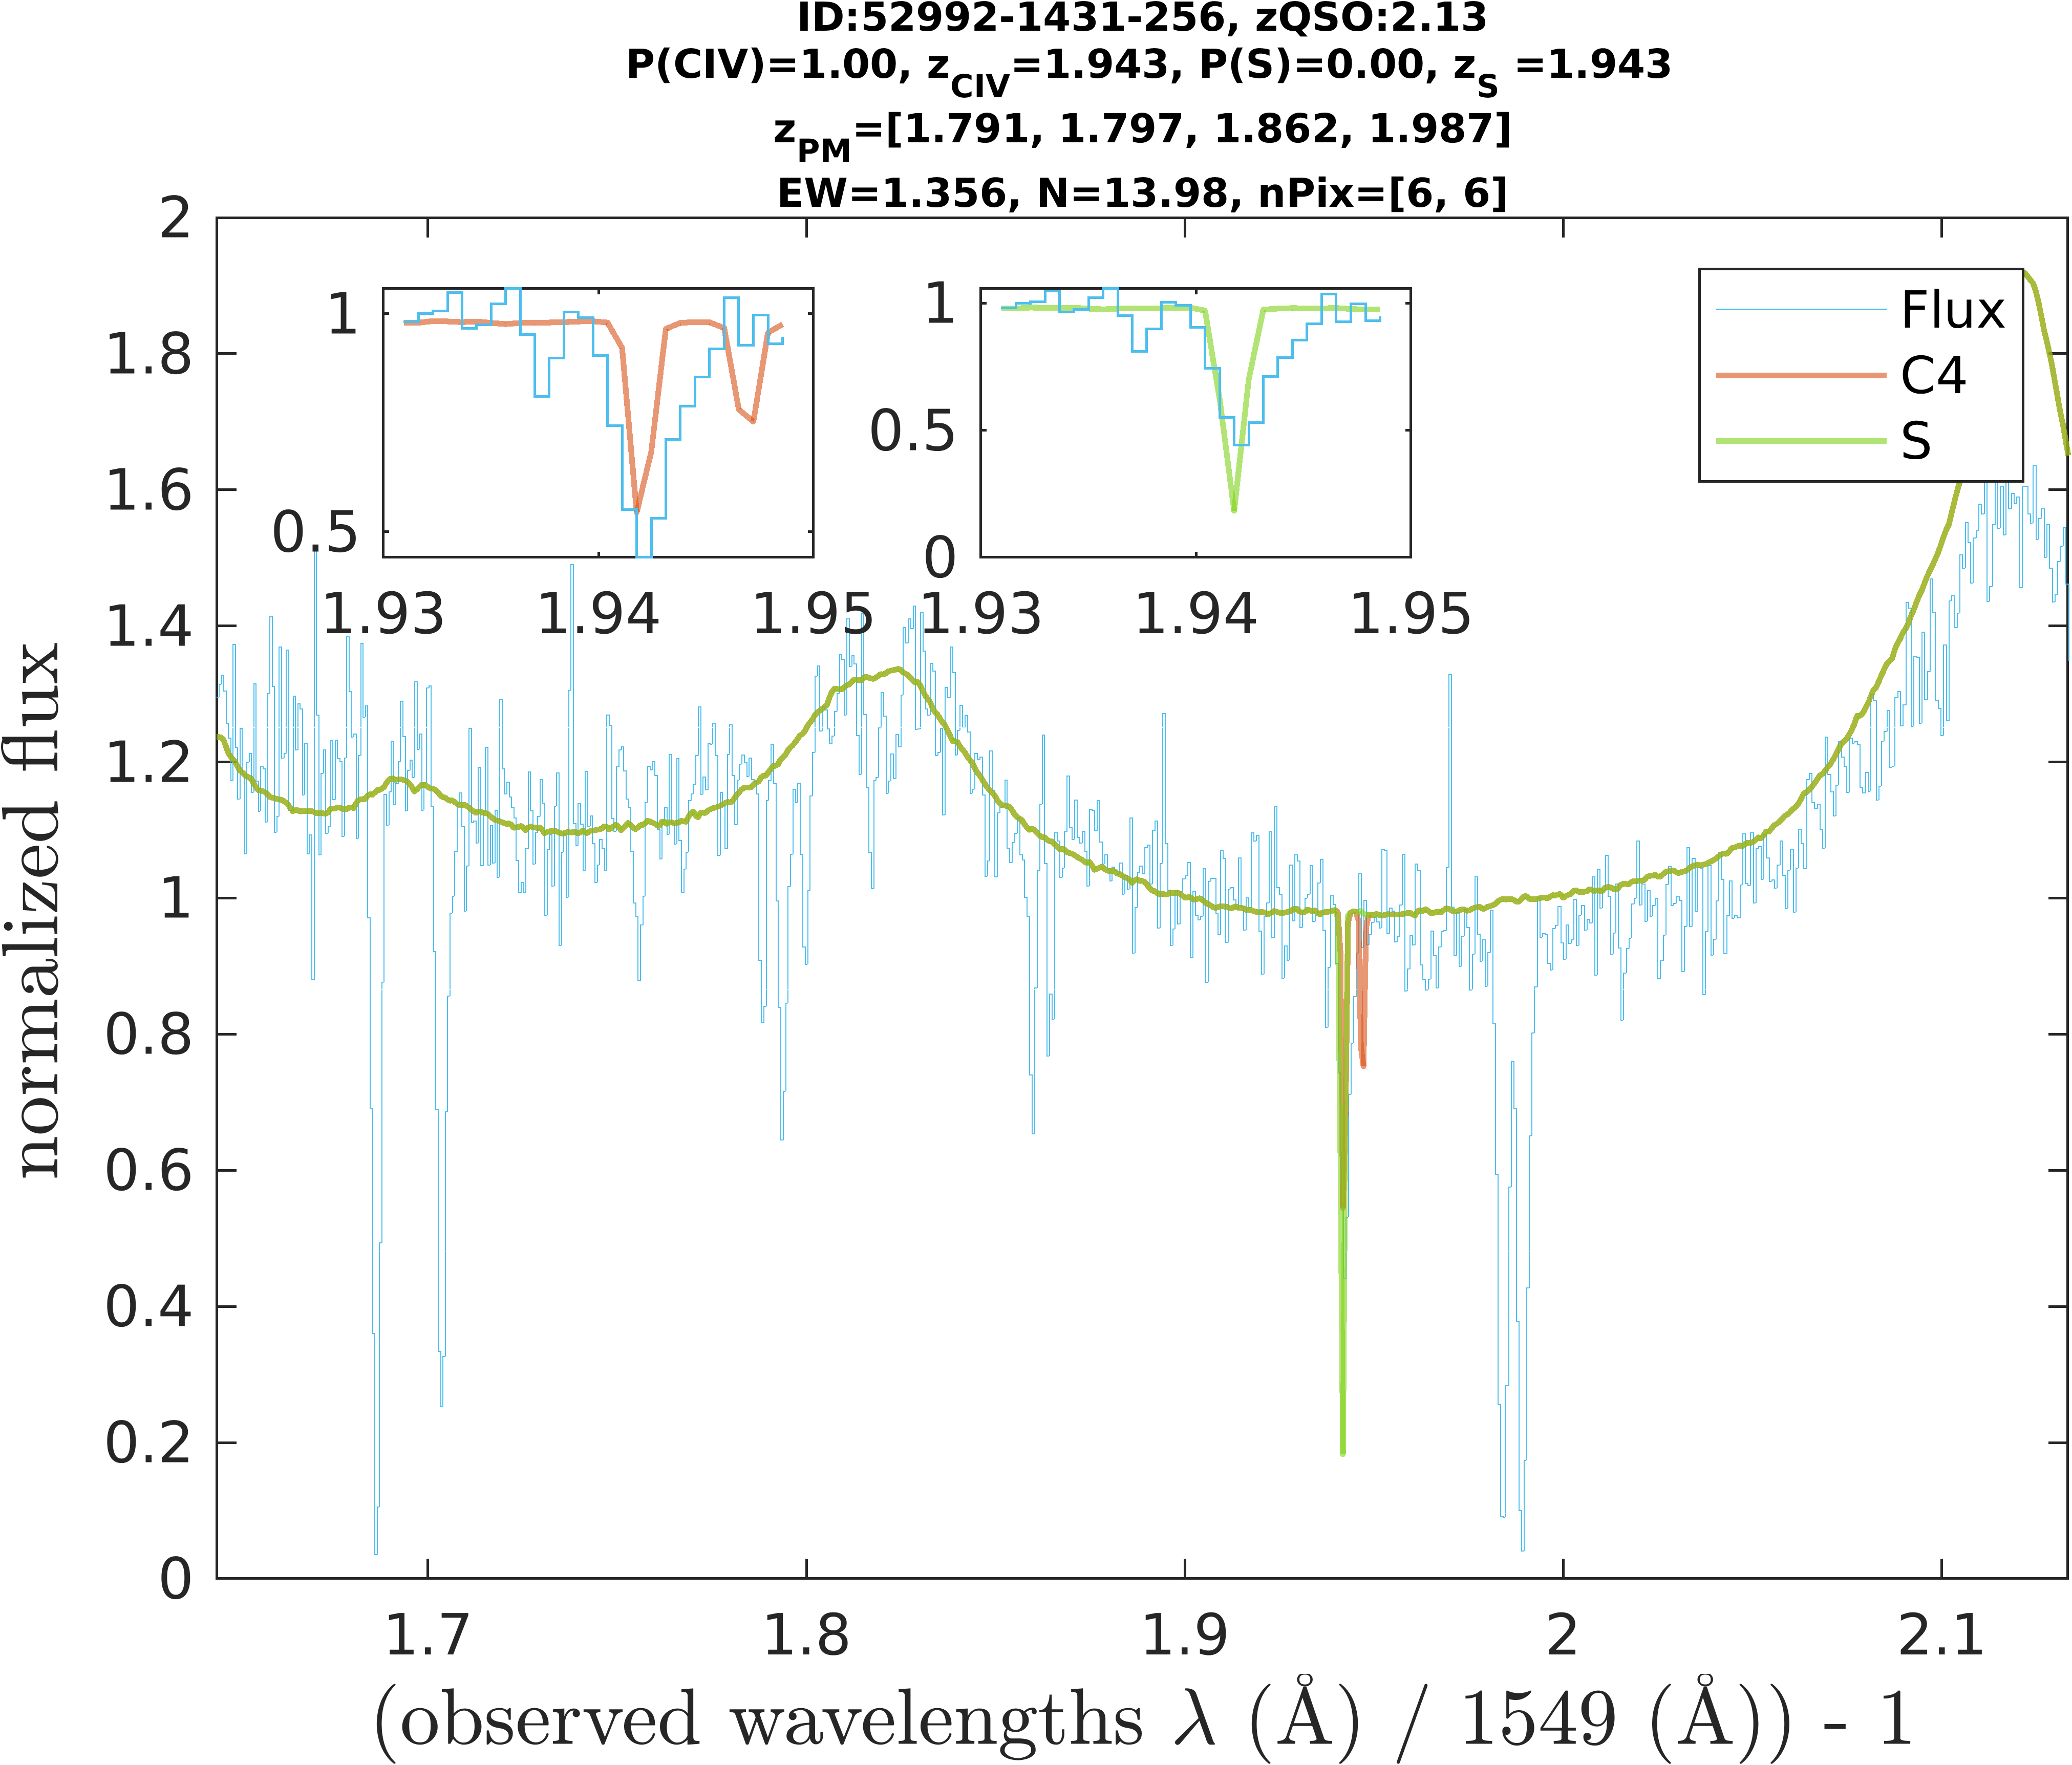 ID:52992-1431-256, zQSO:2.13
P(CIV)=1.00, zCIV=1.943, P(S)=0.00, zS =1.943
zPM=[1.791, 1.797, 1.862, 1.987]
EW=1.356, N=13.98, nPix=[6, 6]
2
1.8
1.6
1.4
1.2
1
0.8
0.6
0.4
0.2
0
normalized flux
1
0.5
1.93 1.94 1.95
1
0.5
0
1.93 1.94 1.95
Flux
C4
S
1.7 1.8 1.9 2 2.1
(observed wavelengths λ (Å) / 1549 (Å)) - 1